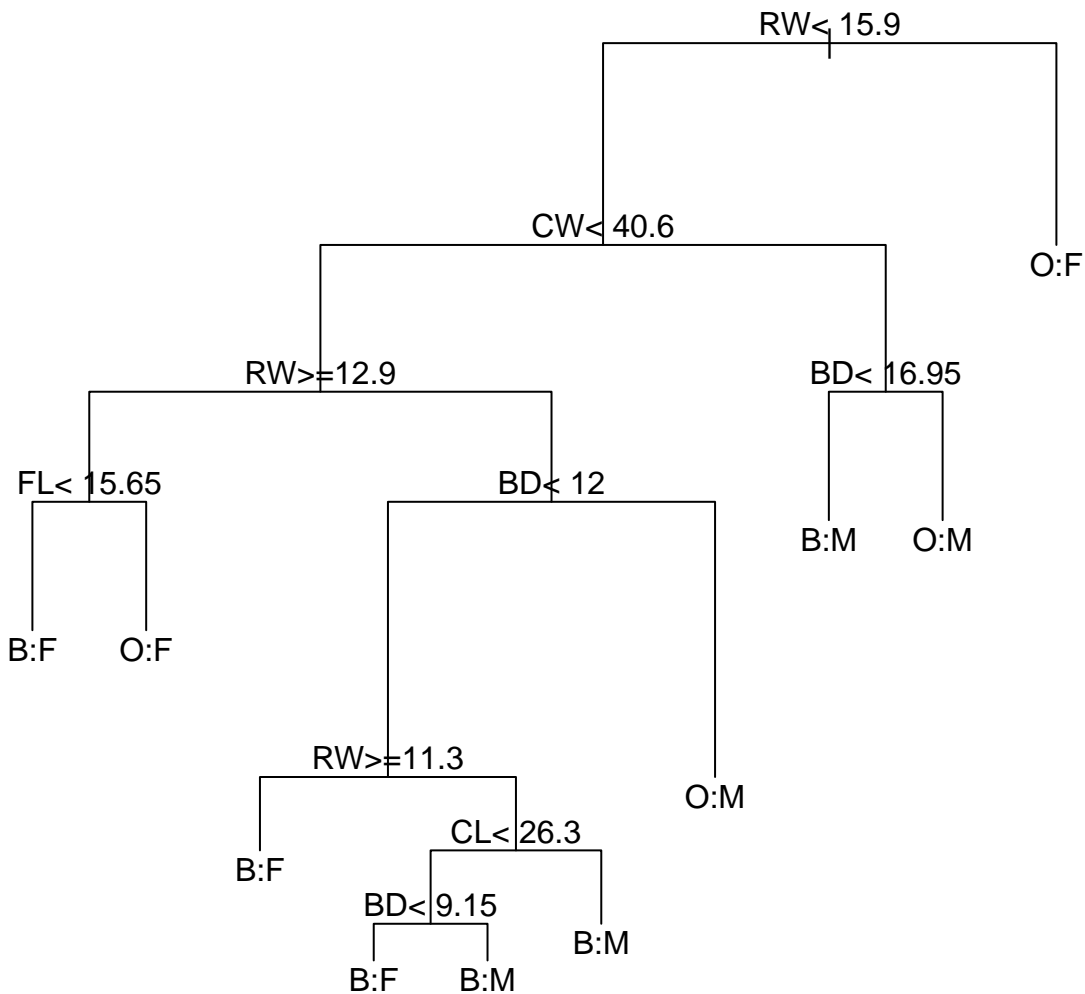 RW< 15.9
CW< 40.6
O:F
RW>=12.9
BD< 16.95
FL< 15.65
BD< 12
B:M
O:M
B:F
O:F
RW>=11.3
O:M
CL< 26.3
B:F
BD< 9.15
B:M
B:F
B:M